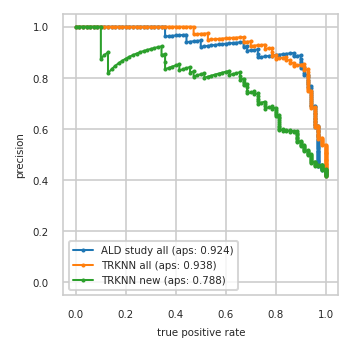 1.0
0.8
0.6
0.4
0.2
0.0
precision
ALD study all (aps: 0.924)
TRKNN all (aps: 0.938)
TRKNN new (aps: 0.788)
0.0 0.2 0.4 0.6 0.8 1.0
true positive rate